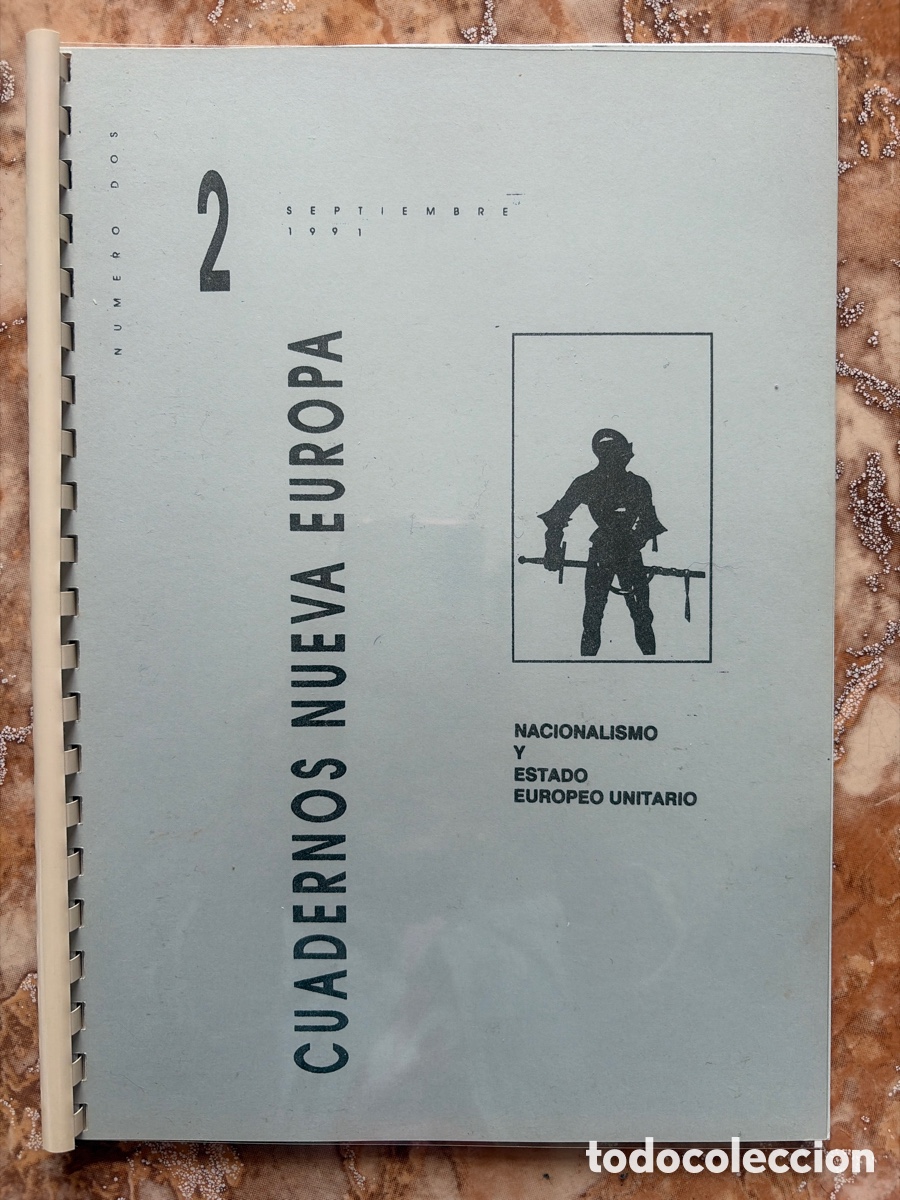 NUMERO DOS
2
SEPTIEMBRE
1991
CUADERNOS NUEVA EUROPA
NACIONALISMO
Y
ESTADO
EUROPEO UNITARIO
todocoleccion